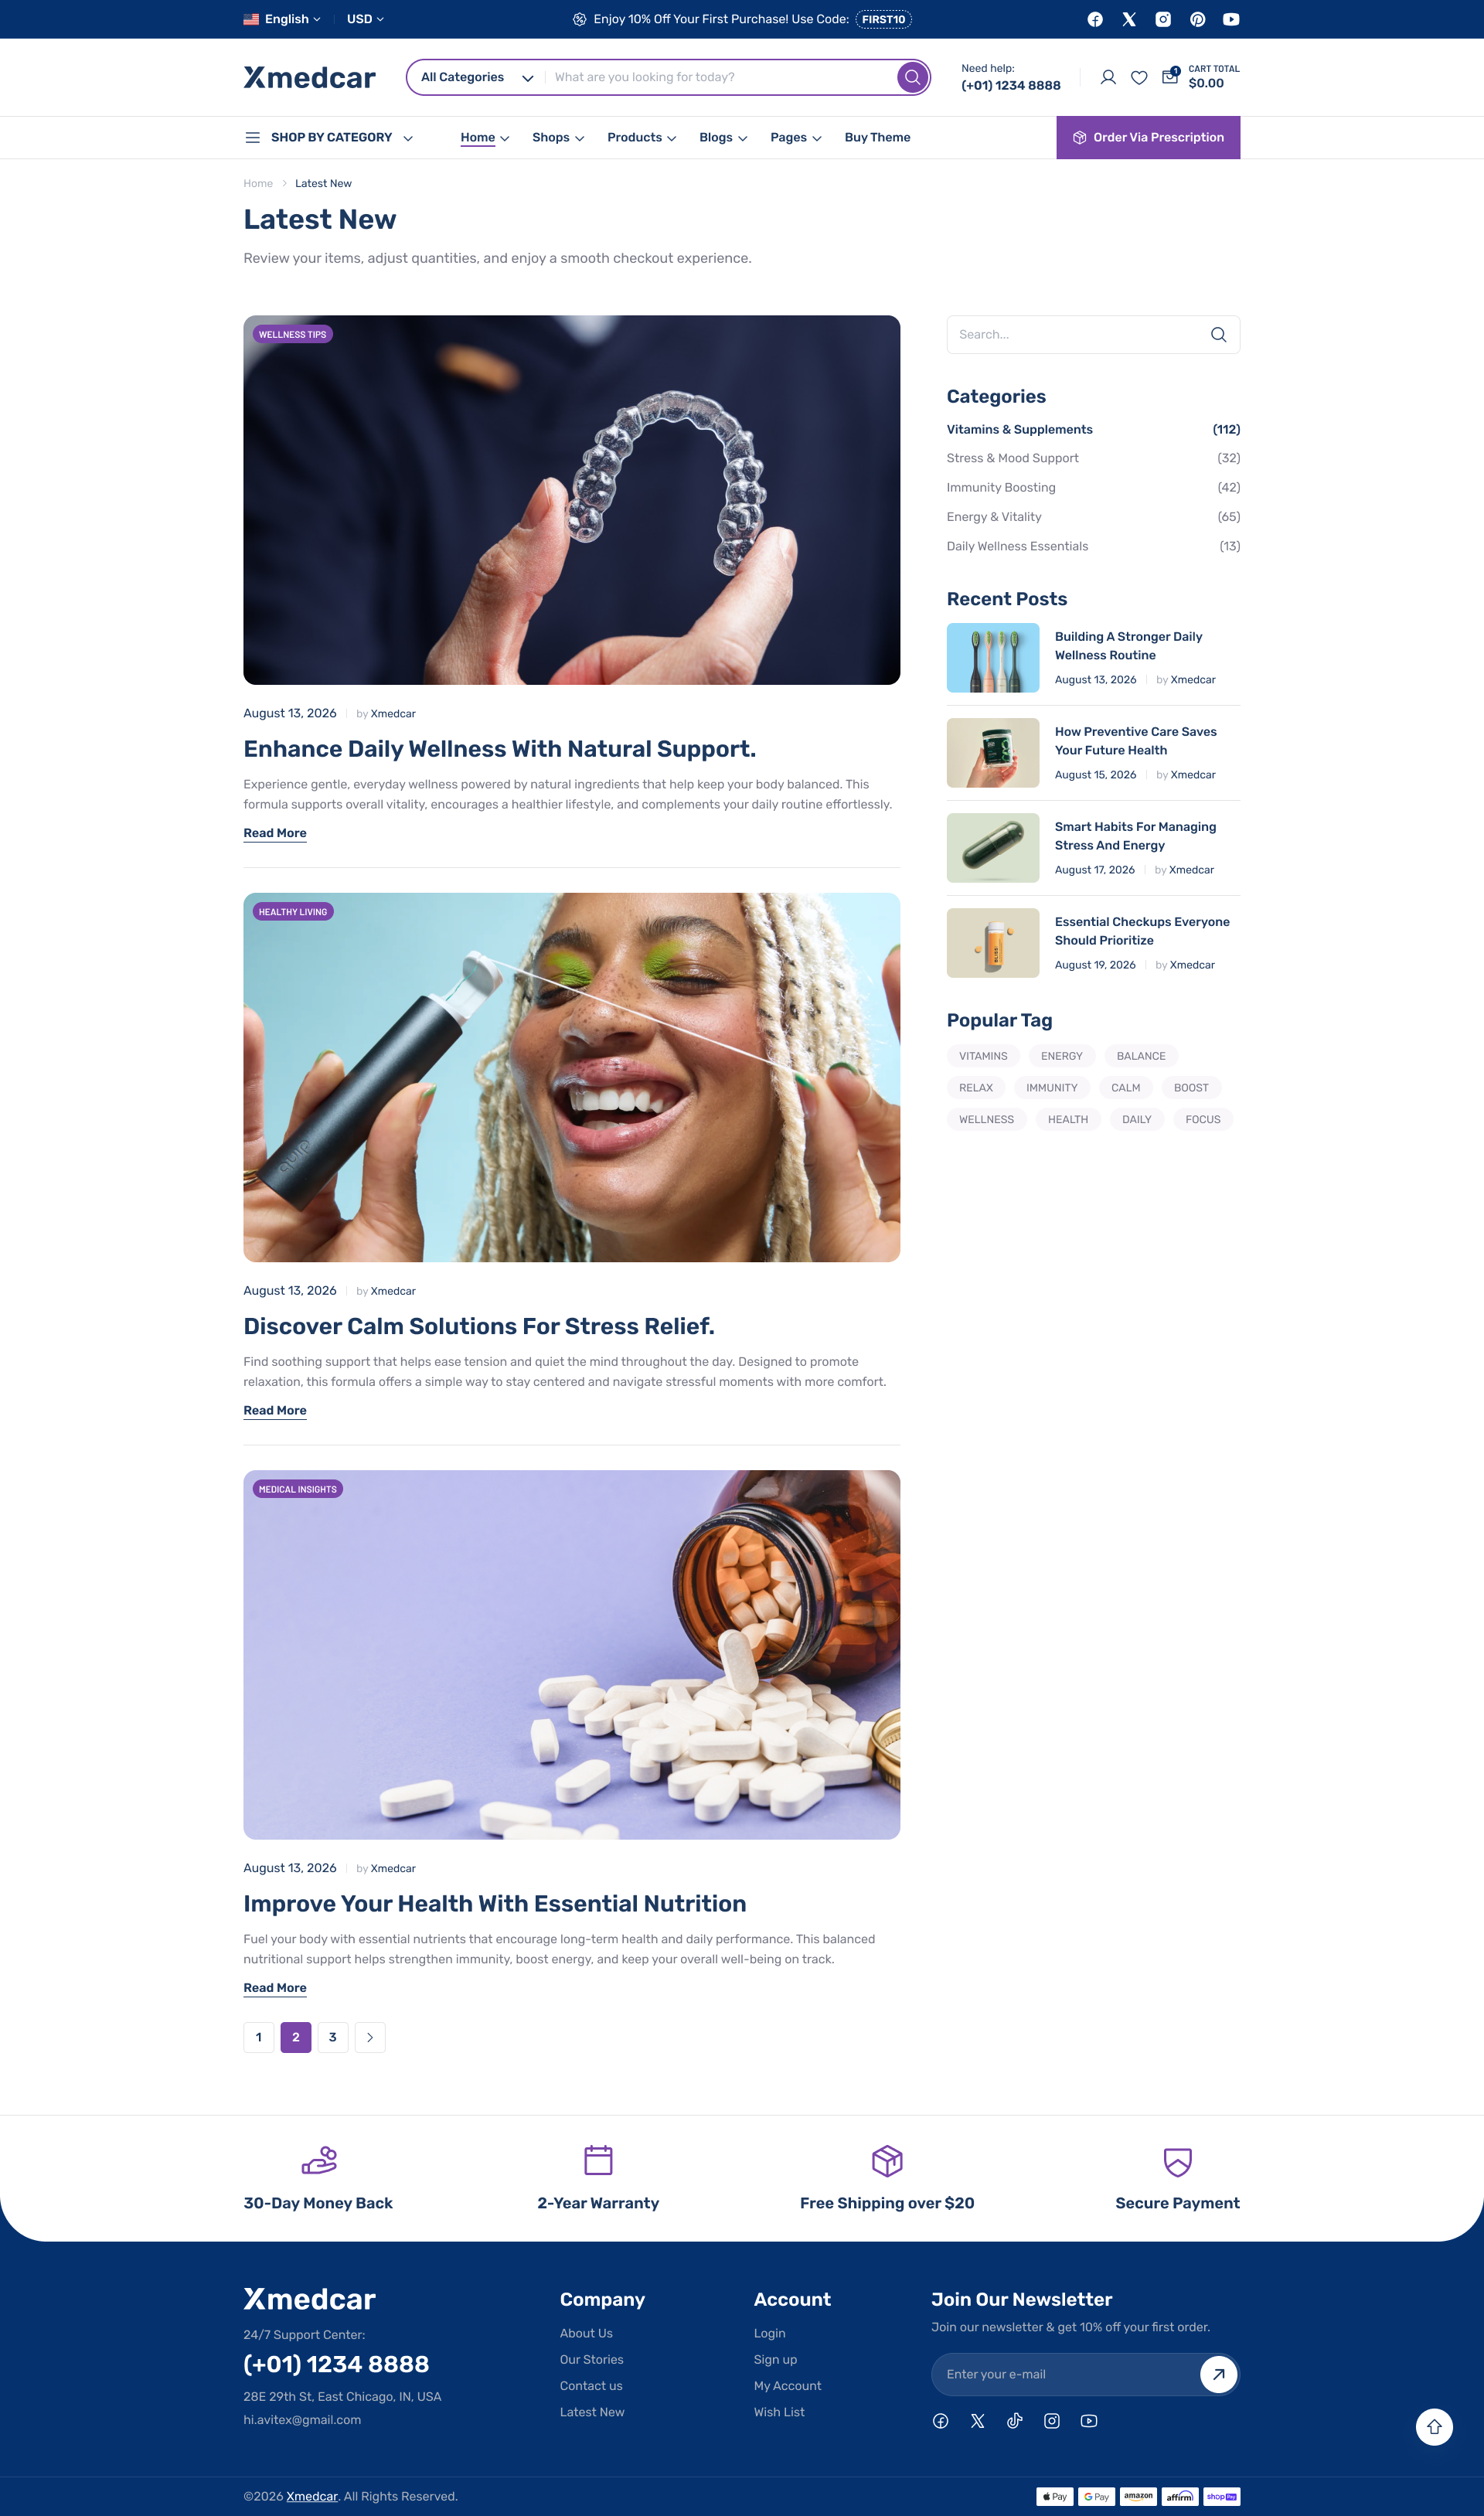 English
USD
Enjoy 10% Off Your First Purchase! Use Code: FIRST10
Xmedcar
All Categories
What are you looking for today?
Need help:
(+01) 1234 8888
1
CART TOTAL
$0.00
SHOP BY CATEGORY
Home
Shops
Products
Blogs
Pages
Buy Theme
Order Via Prescription
Home
Latest New
Latest New
Review your items, adjust quantities, and enjoy a smooth checkout experience.
WELLNESS TIPS
August 13, 2026
by Xmedcar
Enhance Daily Wellness With Natural Support.
Experience gentle, everyday wellness powered by natural ingredients that help keep your body balanced. This
formula supports overall vitality, encourages a healthier lifestyle, and complements your daily routine effortlessly.
Read More
HEALTHY LIVING
quip
August 13, 2026
by Xmedcar
Discover Calm Solutions For Stress Relief.
Find soothing support that helps ease tension and quiet the mind throughout the day. Designed to promote
relaxation, this formula offers a simple way to stay centered and navigate stressful moments with more comfort.
Read More
MEDICAL INSIGHTS
August 13, 2026
by Xmedcar
Improve Your Health With Essential Nutrition
Fuel your body with essential nutrients that encourage long-term health and daily performance. This balanced
nutritional support helps strengthen immunity, boost energy, and keep your overall well-being on track.
Read More
1
2
3
Search...
Categories
Vitamins & Supplements (112)
Stress & Mood Support (32)
Immunity Boosting (42)
Energy & Vitality (65)
Daily Wellness Essentials (13)
Recent Posts
Building A Stronger Daily
Wellness Routine
August 13, 2026
by Xmedcar
How Preventive Care Saves
Your Future Health
August 15, 2026
by Xmedcar
Smart Habits For Managing
Stress And Energy
August 17, 2026
by Xmedcar
BLISS
Essential Checkups Everyone
Should Prioritize
August 19, 2026
by Xmedcar
Popular Tag
VITAMINS
ENERGY
BALANCE
RELAX
IMMUNITY
CALM
BOOST
WELLNESS
HEALTH
DAILY
FOCUS
30-Day Money Back
2-Year Warranty
Free Shipping over $20
Secure Payment
Xmedcar
24/7 Support Center:
(+01) 1234 8888
28E 29th St, East Chicago, IN, USA
hi.avitex@gmail.com
Company
About Us
Our Stories
Contact us
Latest New
Account
Login
Sign up
My Account
Wish List
Join Our Newsletter
Join our newsletter & get 10% off your first order.
Enter your e-mail
©2026 Xmedcar. All Rights Reserved.
Pay
G Pay
amazon
affirm
shop Pay